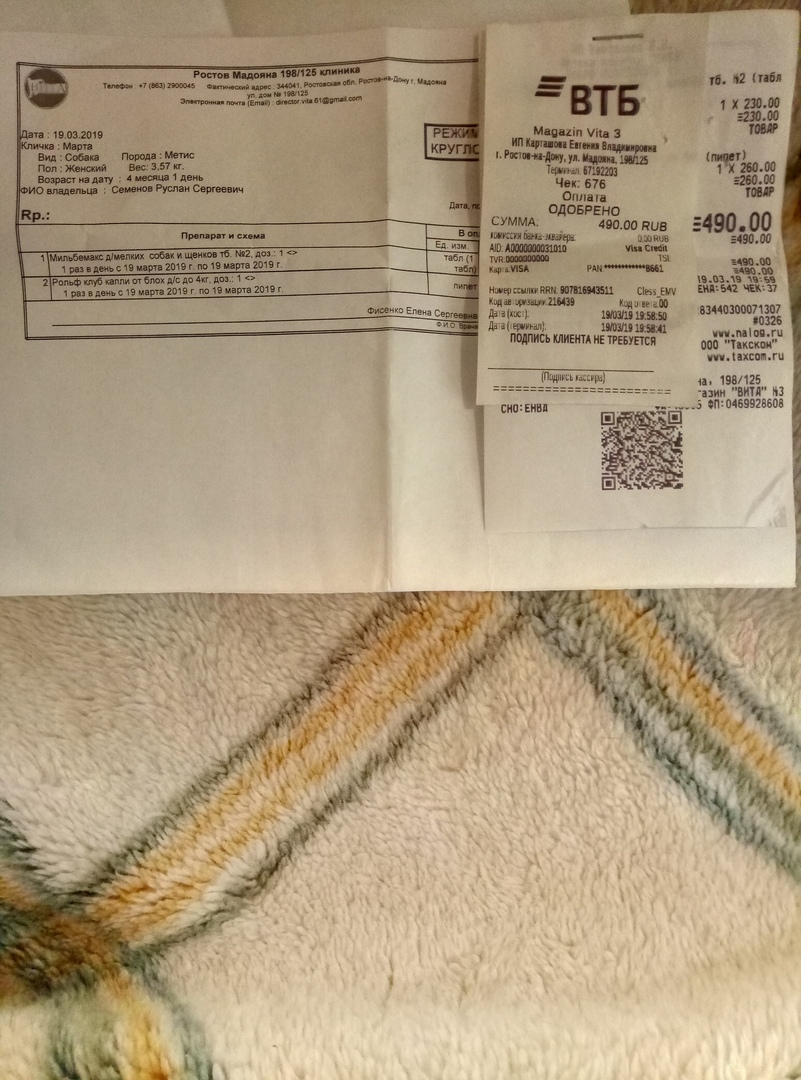 Ростов Мадояна 198/125 клиника
Телефон : +7 (863) 2900045 Фактический адрес : 344041, Ростовская обл, Ростов-на-Дону г, Мадояна
ул, дом № 198/125
Электронная почта (Email) : director.vita.61@gmail.com
Дата : 19.03.2019
Кличка : Марта
Вид : Собака Порода : Метис
Пол : Женский Вес: 3,57 кг.
Возраст на дату : 4 месяца 1 день
ФИО владельца : Семенов Руслан Сергеевич
РЕЖИМ
КРУГЛО
Дата, по
Rp.:
Препарат и схема
В оп
Ед. изм.
1 Мильбемакс д/мелких собак и щенков тб. №2, доз.: 1 <>
1 раз в день с 19 марта 2019 г. по 19 марта 2019 г.
табл (1
табл)
2 Рольф клуб капли от блох д/с до 4кг, доз.: 1 <>
1 раз в день с 19 марта 2019 г. по 19 марта 2019 г.
пипет
Фисенко Елена Сергеевна
Ф.И.О. Врача
ВТБ
Magazin Vita 3
ИП Карташова Евгения Владимировна
г. Ростов-на-Дону, ул. Мадояна, 198/125
Терминал: 67192203
Чек: 676
Оплата
ОДОБРЕНО
СУММА: 490.00 RUB
комиссия банка-эквайера: 0.00 RUB
AID: A0000000031010 Visa Credit
TVR:0000000000 TSI:
Карта:VISA PAN ************8661
Номер ссылки RRN: 907816943511 Cless_EMV
Код авторизации: 216439 Код ответа:00
Дата (хост): 19/03/19 19:58:50
Дата (терминал): 19/03/19 19:58:41
ПОДПИСЬ КЛИЕНТА НЕ ТРЕБУЕТСЯ
(Подпись кассира)
=========================
тб. №2 (табл
1 X 230.00
=230.00
ТОВАР
(пипет)
1 X 260.00
=260.00
ТОВАР
=490.00
=490.00
=490.00
=490.00
19.03.19 19:59
ЕНА:542 ЧЕК:37
83440300071307
#0326
www.nalog.ru
ООО "Такском"
www.taxcom.ru
на, 198/125
газин "ВИТА" №3
ФП:0469928608
СНО:ЕНВД